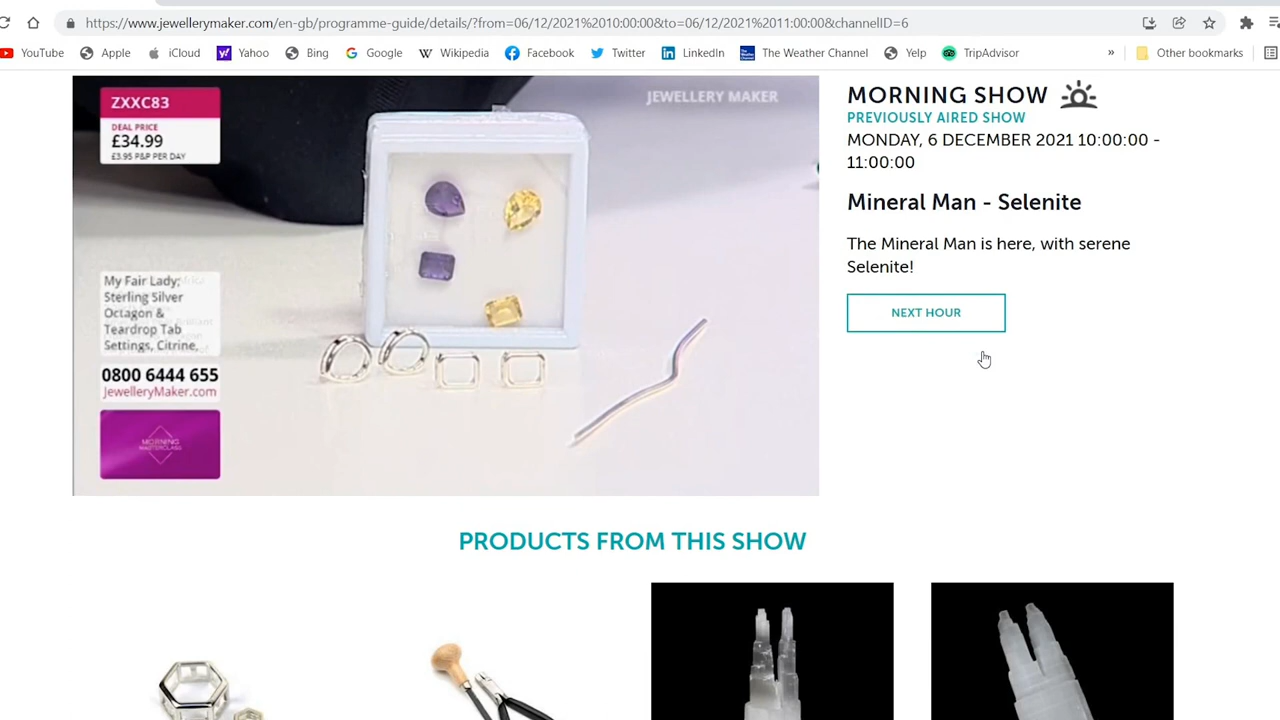 https://www.jewellerymaker.com/en-gb/programme-guide/details/?from=06/12/2021%2010:00:00&to=06/12/2021%2011:00:00&channelID=6
YouTube Apple iCloud Yahoo Bing Google Wikipedia Facebook Twitter LinkedIn The Weather Channel Yelp TripAdvisor » Other bookmarks
ZXXC83
DEAL PRICE
£34.99
£3.95 P&P PER DAY
JEWELLERY MAKER
My Fair Lady;
Sterling Silver
Octagon &
Teardrop Tab
Settings, Citrine,
0800 6444 655
JewelleryMaker.com
MORNING
MASTERCLASS
MORNING SHOW
PREVIOUSLY AIRED SHOW
MONDAY, 6 DECEMBER 2021 10:00:00 -
11:00:00
Mineral Man - Selenite
The Mineral Man is here, with serene
Selenite!
NEXT HOUR
PRODUCTS FROM THIS SHOW